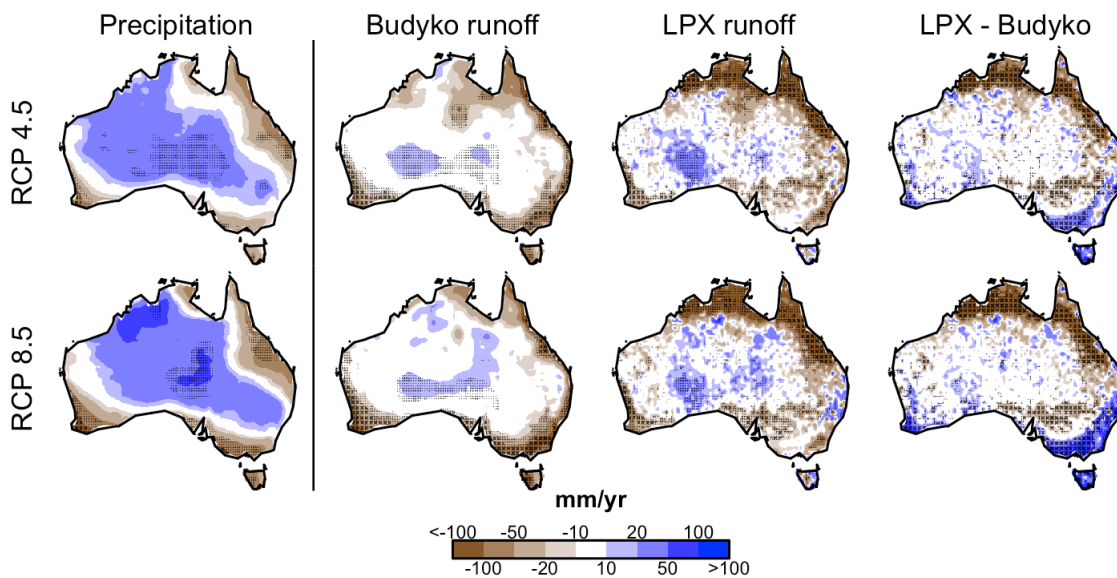 Precipitation Budyko runoff LPX runoff LPX - Budyko
RCP 4.5
RCP 8.5
mm/yr
<-100 -50 -10 20 100
-100 -20 10 50 >100